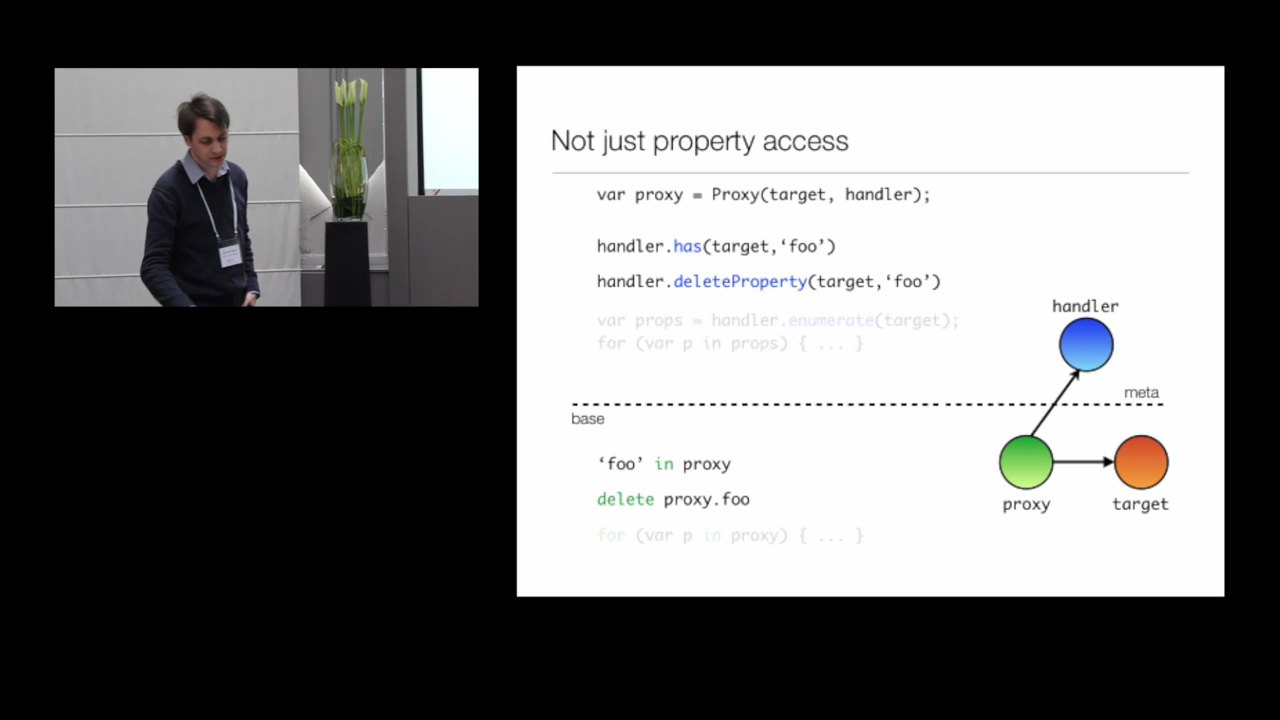 Not just property access
var proxy = Proxy(target, handler);
handler.has(target,‘foo’)
handler.deleteProperty(target,‘foo’)
var props = handler.enumerate(target);
for (var p in props) { ... }
handler
meta
base
‘foo’ in proxy
delete proxy.foo
for (var p in proxy) { ... }
proxy
target